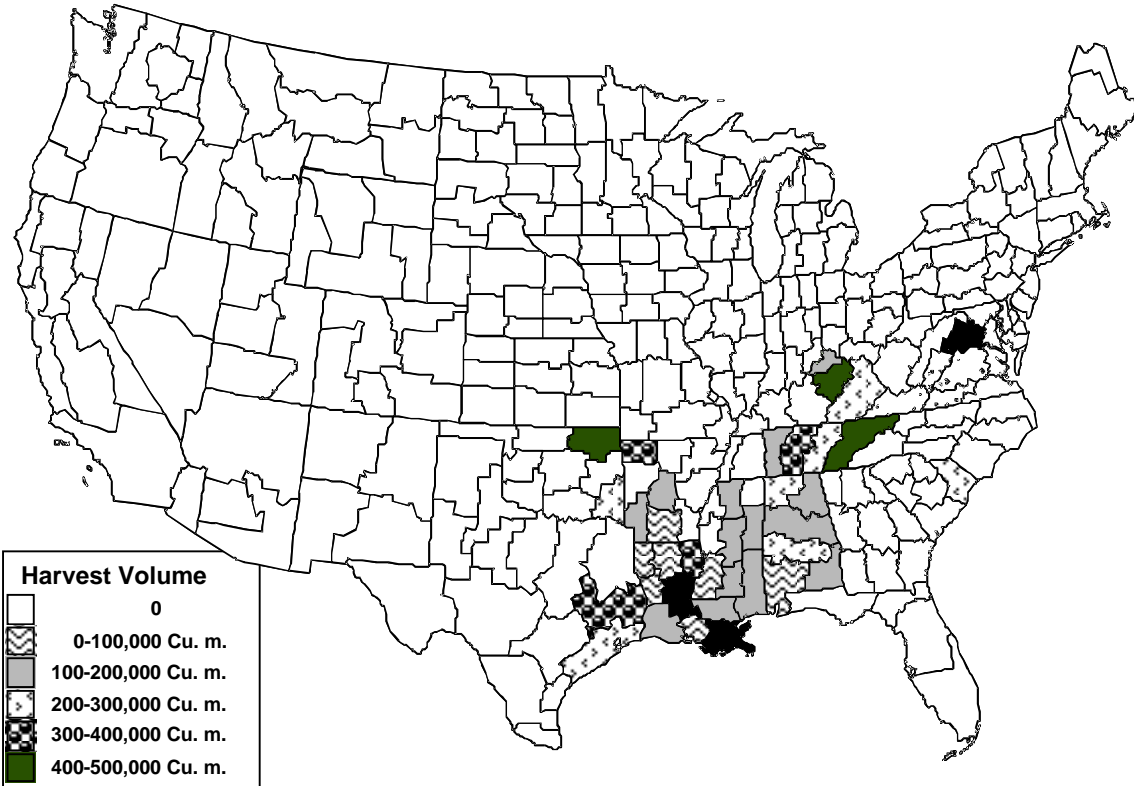 Harvest Volume
0
0-100,000 Cu. m.
100-200,000 Cu. m.
200-300,000 Cu. m.
300-400,000 Cu. m.
400-500,000 Cu. m.